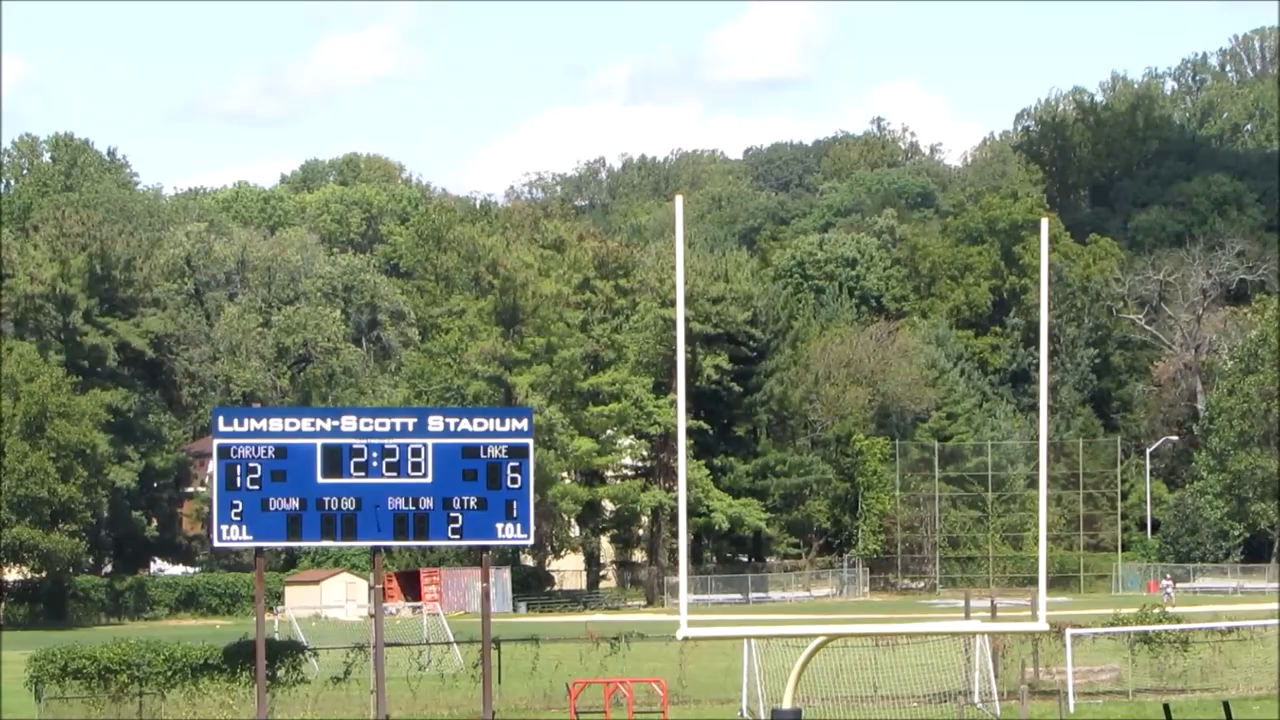 LUMSDEN-SCOTT STADIUM
CARVER 2:28 LAKE
12 6
2 DOWN TO GO BALL ON QTR 1
T.O.L. 2 T.O.L.